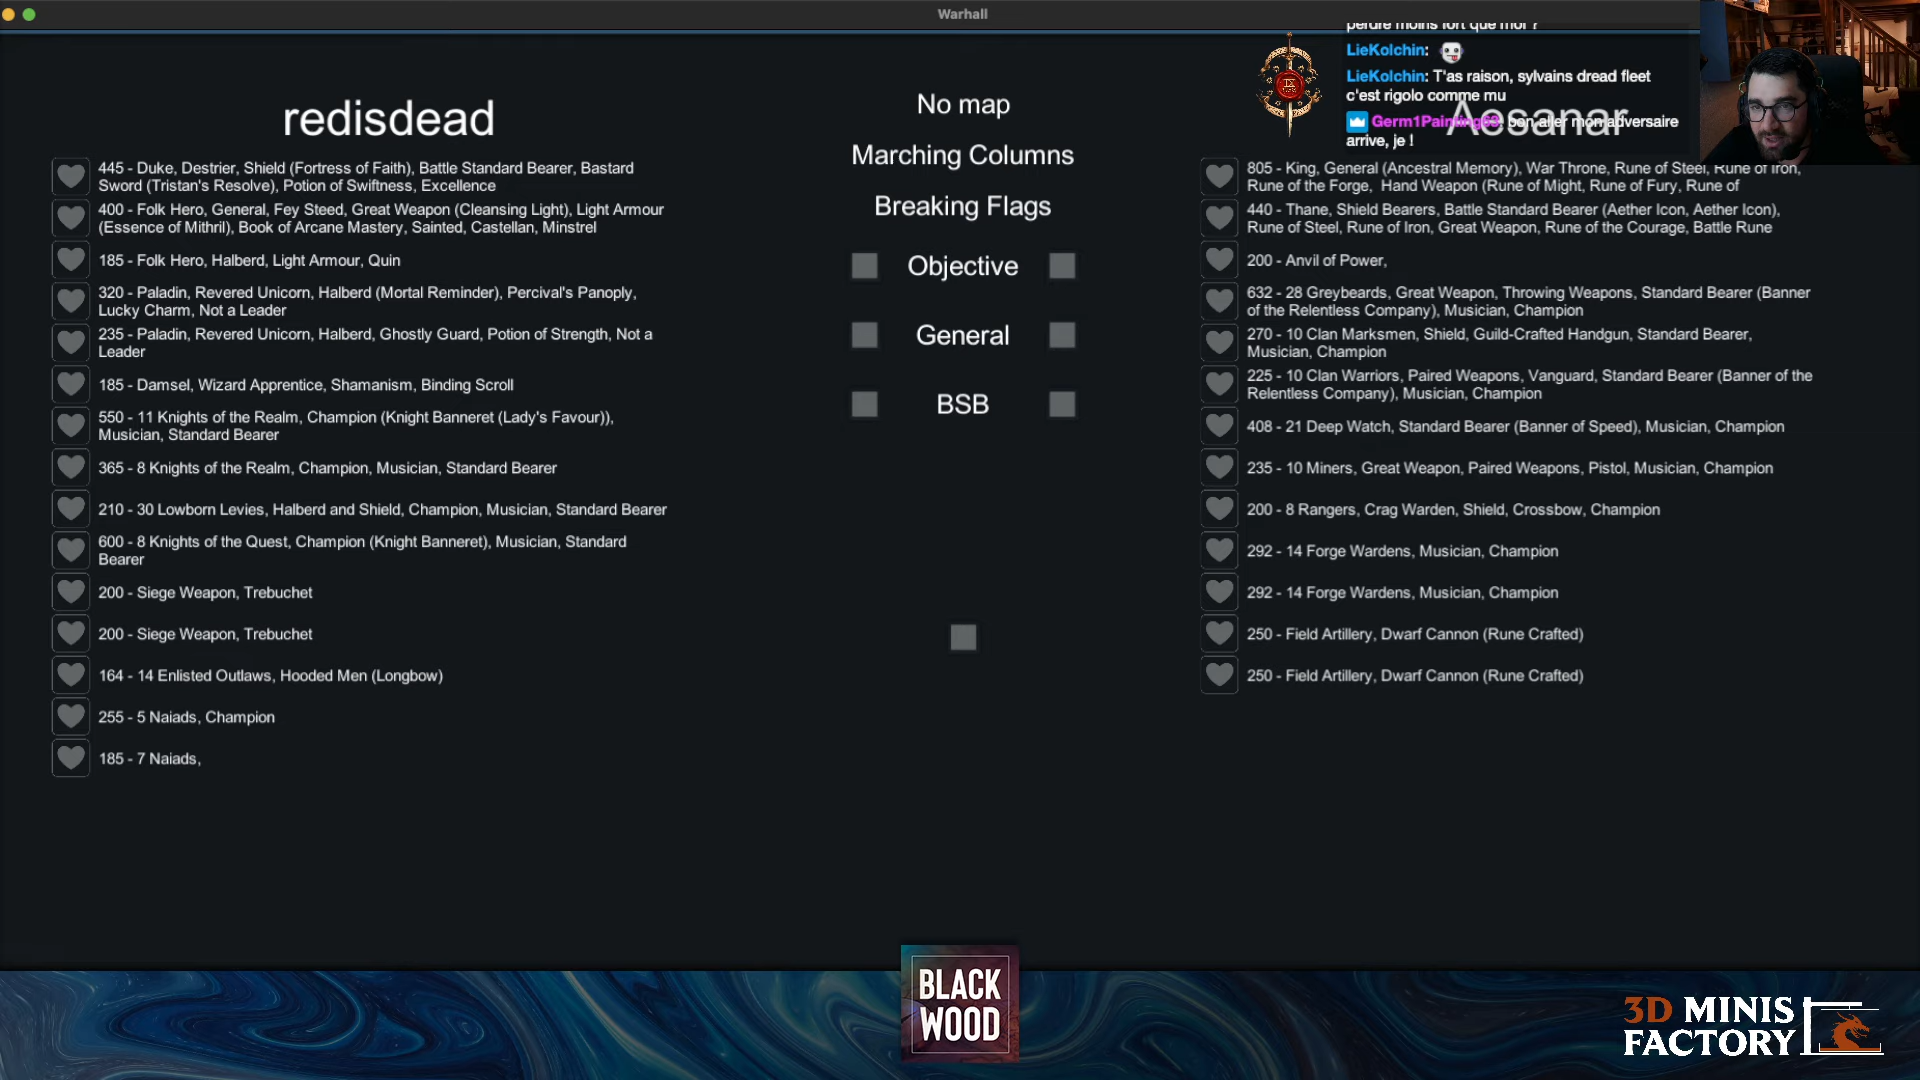 Warhall
redisdead
445 - Duke, Destrier, Shield (Fortress of Faith), Battle Standard Bearer, Bastard
Sword (Tristan's Resolve), Potion of Swiftness, Excellence
400 - Folk Hero, General, Fey Steed, Great Weapon (Cleansing Light), Light Armour
(Essence of Mithril), Book of Arcane Mastery, Sainted, Castellan, Minstrel
185 - Folk Hero, Halberd, Light Armour, Quin
320 - Paladin, Revered Unicorn, Halberd (Mortal Reminder), Percival's Panoply,
Lucky Charm, Not a Leader
235 - Paladin, Revered Unicorn, Halberd, Ghostly Guard, Potion of Strength, Not a
Leader
185 - Damsel, Wizard Apprentice, Shamanism, Binding Scroll
550 - 11 Knights of the Realm, Champion (Knight Banneret (Lady's Favour)),
Musician, Standard Bearer
365 - 8 Knights of the Realm, Champion, Musician, Standard Bearer
210 - 30 Lowborn Levies, Halberd and Shield, Champion, Musician, Standard Bearer
600 - 8 Knights of the Quest, Champion (Knight Banneret), Musician, Standard
Bearer
200 - Siege Weapon, Trebuchet
200 - Siege Weapon, Trebuchet
164 - 14 Enlisted Outlaws, Hooded Men (Longbow)
255 - 5 Naiads, Champion
185 - 7 Naiads,
No map
Marching Columns
Breaking Flags
Objective
General
BSB
perdre moins fort que moi ?
LieKolchin:
LieKolchin: T'as raison, sylvains dread fleet
c'est rigolo comme mu
Germ1Painting68: bon aller mon adversaire
arrive, je !
Aesanar
805 - King, General (Ancestral Memory), War Throne, Rune of Steel, Rune of Iron,
Rune of the Forge, Hand Weapon (Rune of Might, Rune of Fury, Rune of
440 - Thane, Shield Bearers, Battle Standard Bearer (Aether Icon, Aether Icon),
Rune of Steel, Rune of Iron, Great Weapon, Rune of the Courage, Battle Rune
200 - Anvil of Power,
632 - 28 Greybeards, Great Weapon, Throwing Weapons, Standard Bearer (Banner
of the Relentless Company), Musician, Champion
270 - 10 Clan Marksmen, Shield, Guild-Crafted Handgun, Standard Bearer,
Musician, Champion
225 - 10 Clan Warriors, Paired Weapons, Vanguard, Standard Bearer (Banner of the
Relentless Company), Musician, Champion
408 - 21 Deep Watch, Standard Bearer (Banner of Speed), Musician, Champion
235 - 10 Miners, Great Weapon, Paired Weapons, Pistol, Musician, Champion
200 - 8 Rangers, Crag Warden, Shield, Crossbow, Champion
292 - 14 Forge Wardens, Musician, Champion
292 - 14 Forge Wardens, Musician, Champion
250 - Field Artillery, Dwarf Cannon (Rune Crafted)
250 - Field Artillery, Dwarf Cannon (Rune Crafted)
BLACK
WOOD
3D MINIS
FACTORY